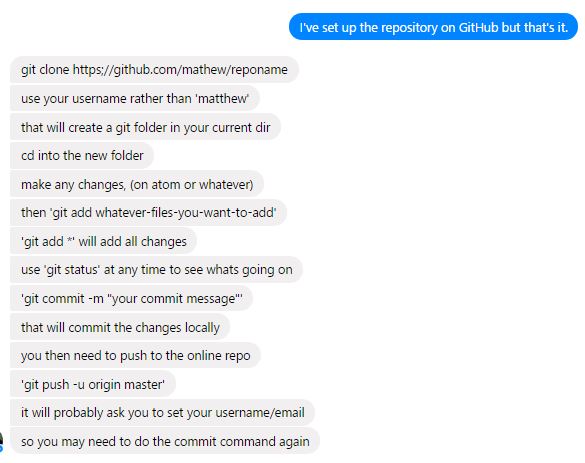 I've set up the repository on GitHub but that's it.
git clone https;//github.com/mathew/reponame
use your username rather than 'matthew'
that will create a git folder in your current dir
cd into the new folder
make any changes, (on atom or whatever)
then 'git add whatever-files-you-want-to-add'
'git add *' will add all changes
use 'git status' at any time to see whats going on
'git commit -m "your commit message"'
that will commit the changes locally
you then need to push to the online repo
'git push -u origin master'
it will probably ask you to set your username/email
so you may need to do the commit command again